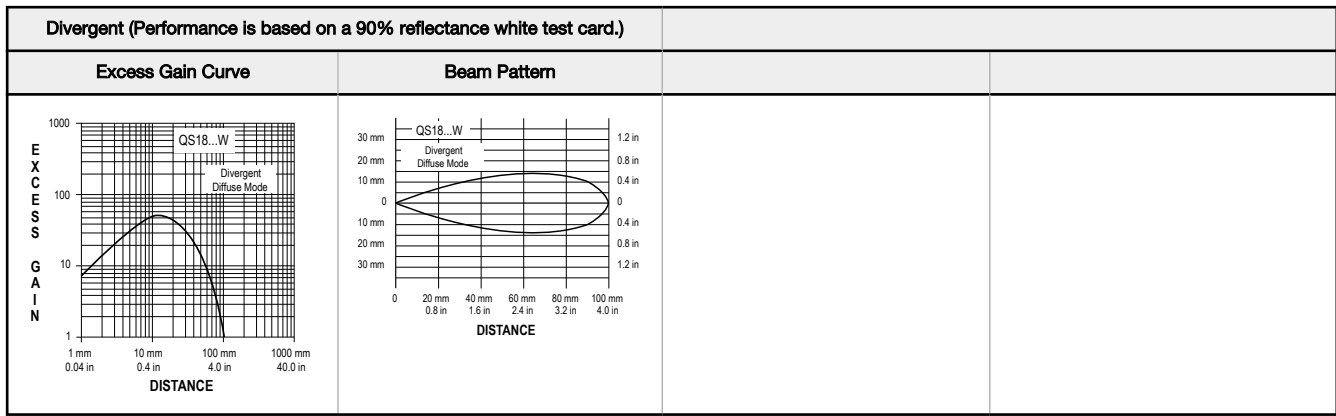 Divergent (Performance is based on a 90% reflectance white test card.)
Excess Gain Curve
Beam Pattern
EXCESS GAIN
1000
100
10
1
QS18...W
Divergent
Diffuse Mode
1 mm 10 mm 100 mm 1000 mm
0.04 in 0.4 in 4.0 in 40.0 in
DISTANCE
30 mm
20 mm
10 mm
0
10 mm
20 mm
30 mm
QS18...W
Divergent
Diffuse Mode
1.2 in
0.8 in
0.4 in
0
0.4 in
0.8 in
1.2 in
0 20 mm 40 mm 60 mm 80 mm 100 mm
0.8 in 1.6 in 2.4 in 3.2 in 4.0 in
DISTANCE